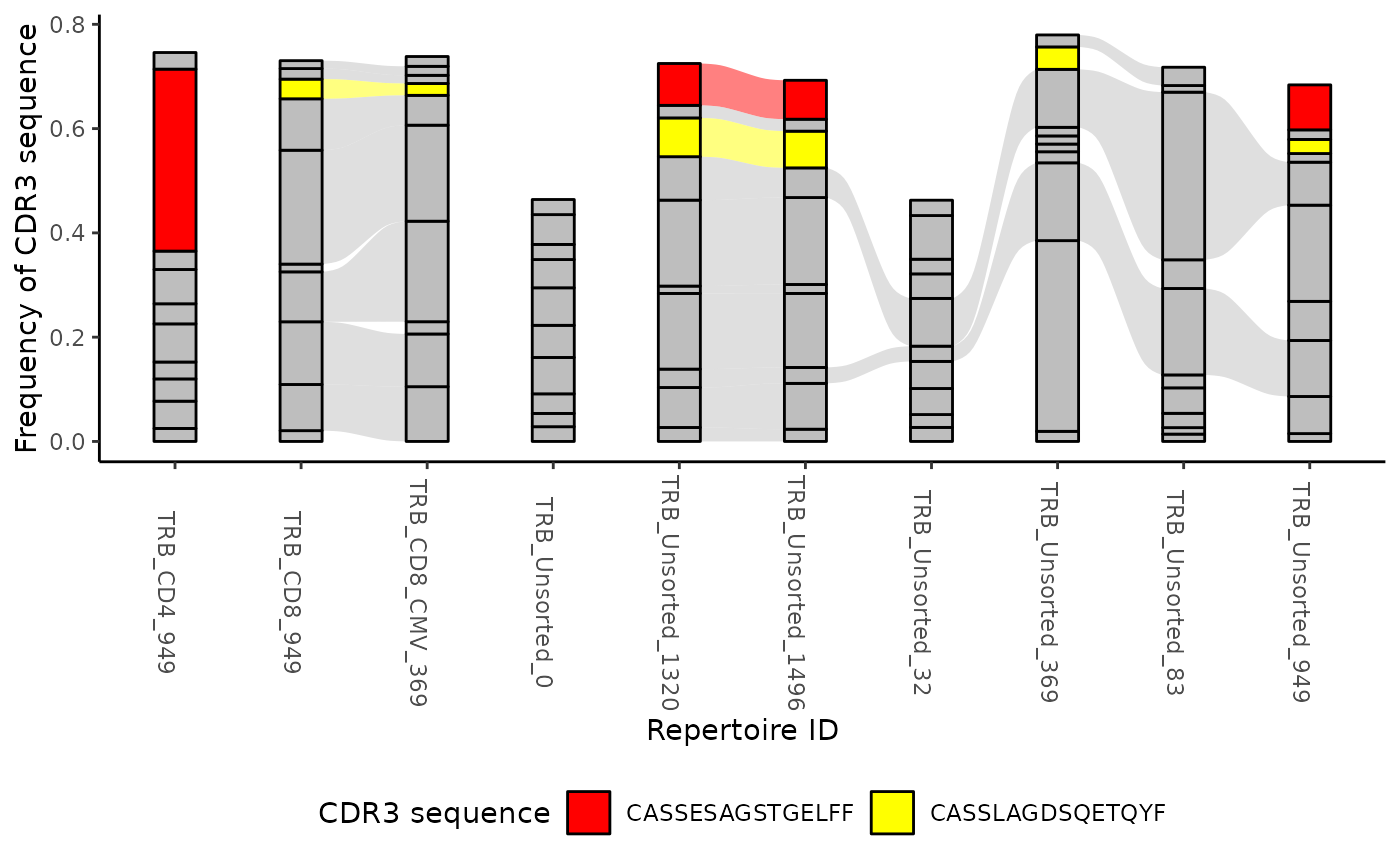 Frequency of CDR3 sequence
0.8
0.6
0.4
0.2
0.0
TRB_CD4_949
TRB_CD8_949
TRB_CD8_CMV_369
TRB_Unsorted_0
TRB_Unsorted_1320
TRB_Unsorted_1496
TRB_Unsorted_32
TRB_Unsorted_369
TRB_Unsorted_83
TRB_Unsorted_949
Repertoire ID
CDR3 sequence CASSESAGSTGELFF CASSLAGDSQETQYF